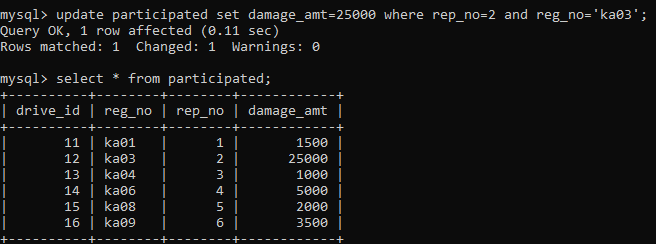 mysql> update participated set damage_amt=25000 where rep_no=2 and reg_no='ka03';
Query OK, 1 row affected (0.11 sec)
Rows matched: 1  Changed: 1  Warnings: 0

mysql> select * from participated;
+----------+--------+--------+------------+
| drive_id | reg_no | rep_no | damage_amt |
+----------+--------+--------+------------+
|       11 | ka01   |      1 |       1500 |
|       12 | ka03   |      2 |      25000 |
|       13 | ka04   |      3 |       1000 |
|       14 | ka06   |      4 |       5000 |
|       15 | ka08   |      5 |       2000 |
|       16 | ka09   |      6 |       3500 |
+----------+--------+--------+------------+